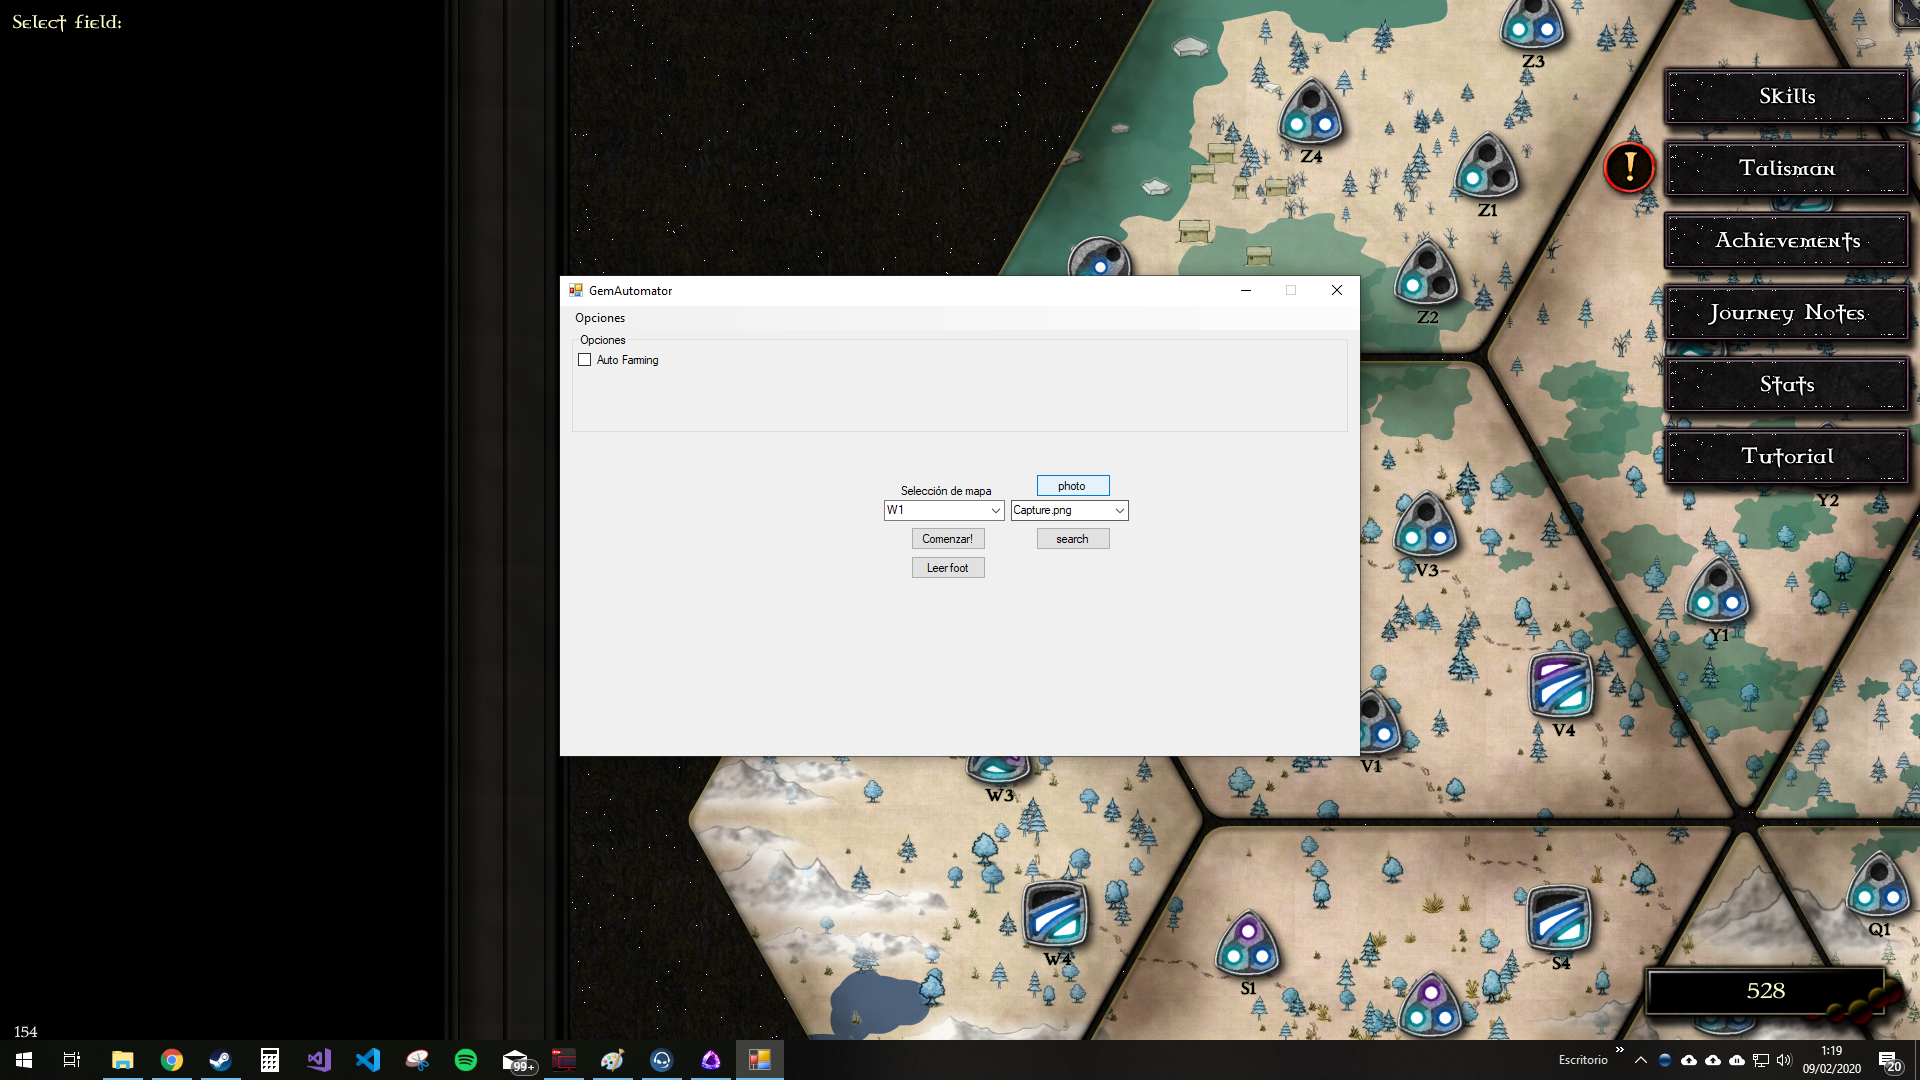 Select field:
Z3
Z4
Z1
Z2
Skills
!
Talisman
Achievements
Journey Notes
Stats
Tutorial
GemAutomator
Opciones
Opciones
Auto Farming
photo
Selección de mapa
W1
Capture.png
Comenzar!
search
Leer foot
Y2
V3
Y1
V4
V1
W3
W4
S1
S4
Q1
528
154
99+
Escritorio
1:19
09/02/2020
20